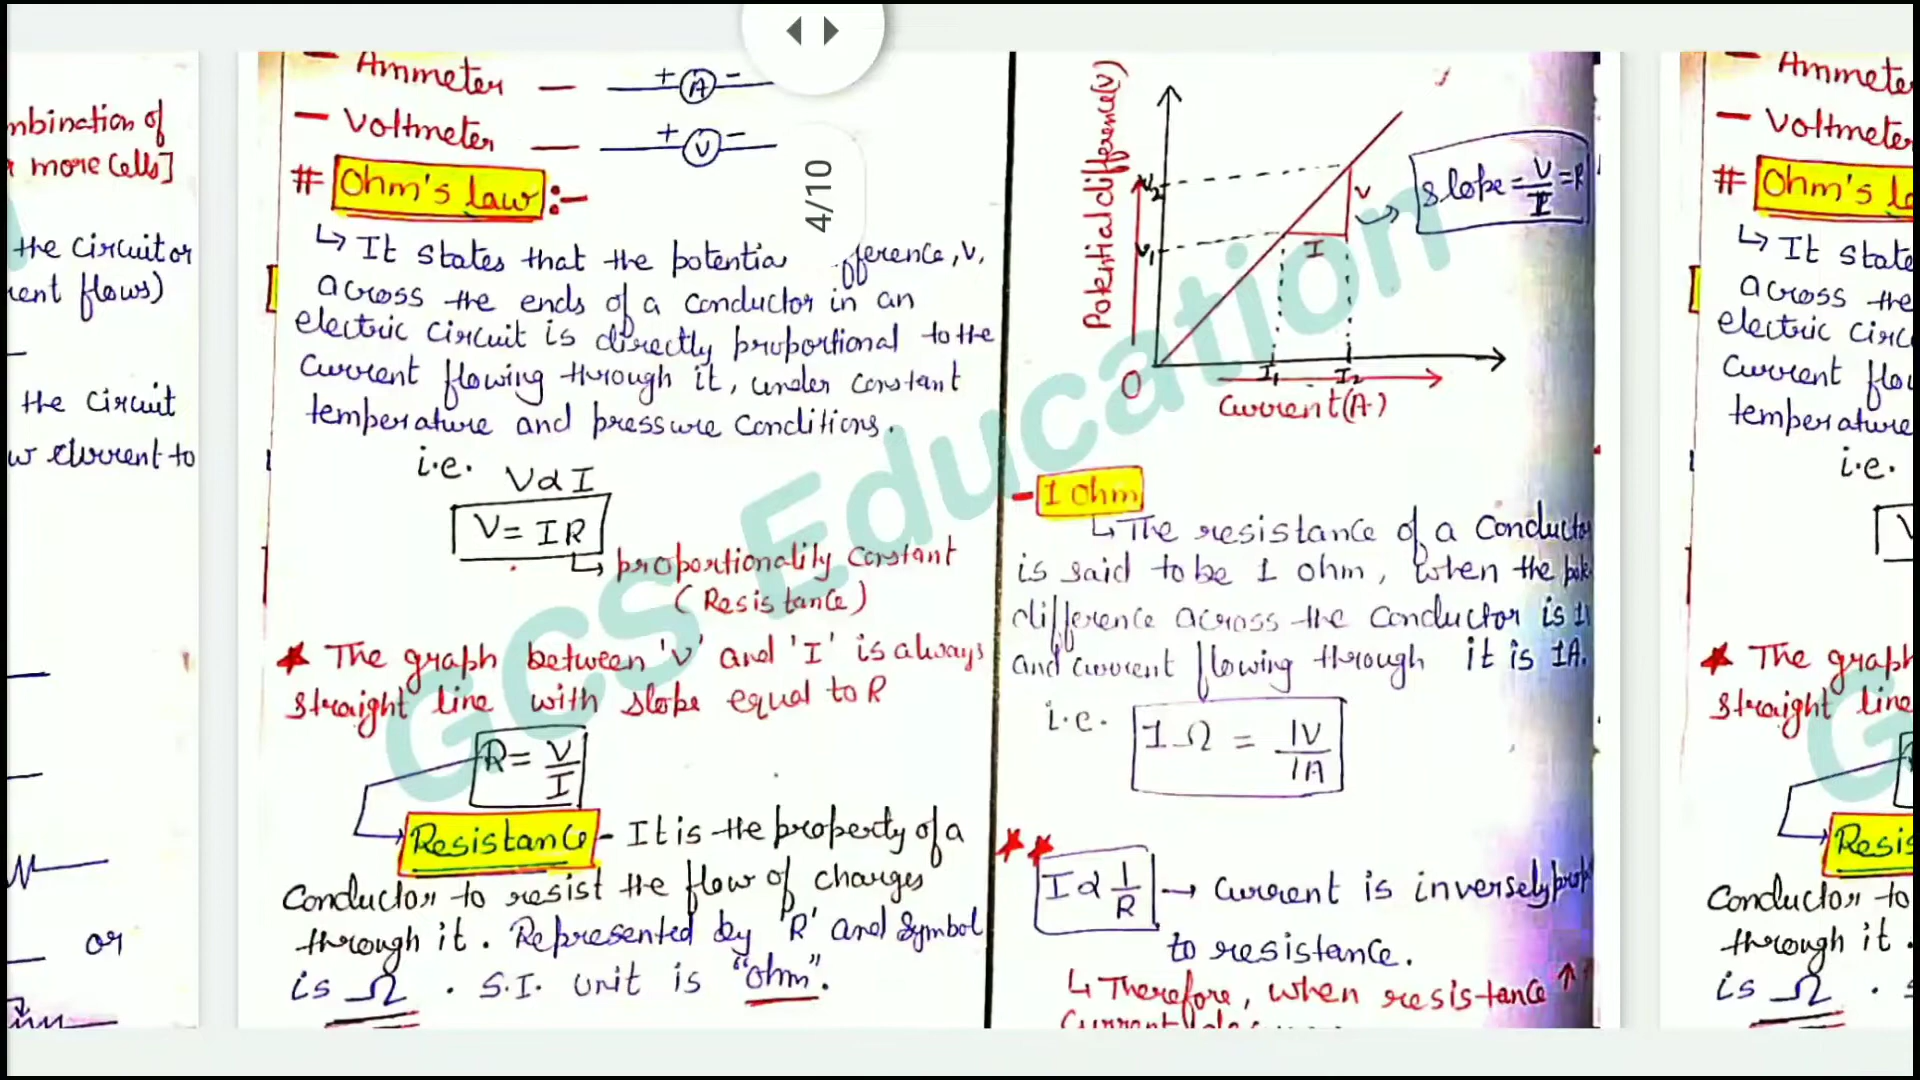 mbination of
more Cells]
the circuit or
rent flows)
the circuit
w current to
or
- Ammeter - + A -
- Voltmeter - + V -
# Ohm's law :-
↳ It states that the potentia fference, V,
across the ends of a conductor in an
electric circuit is directly proportional to the
current flowing through it, under constant
temperature and pressure conditions.
i.e. V α I
V = IR
↳ proportionality constant
(Resistance)
★ The graph between 'V' and 'I' is always
straight line with slope equal to R
R = V/I
Resistance - It is the property of a
conductor to resist the flow of charges
through it. Represented by 'R' and symbol
is Ω. S.I. unit is "ohm".
4/10
Potential difference (V)
V2
V1
V
I
slope = V/I = R
O
I1 I2
Current (A)
- 1 Ohm
↳ The resistance of a Conducto
is said to be 1 ohm, when the pote
difference across the conductor is 1
and current flowing through it is 1A.
i.e. 1Ω = 1V/1A
★★
I α 1/R → Current is inversely prop
to resistance.
↳ Therefore, when resistance ↑
GCS Education
Ammete
- Voltmeter
# Ohm's l
↳ It state
across the
electric circ
current flo
temperature
i.e.
★ The graph
straight line
Resis
Conductor to
through it.
is Ω.